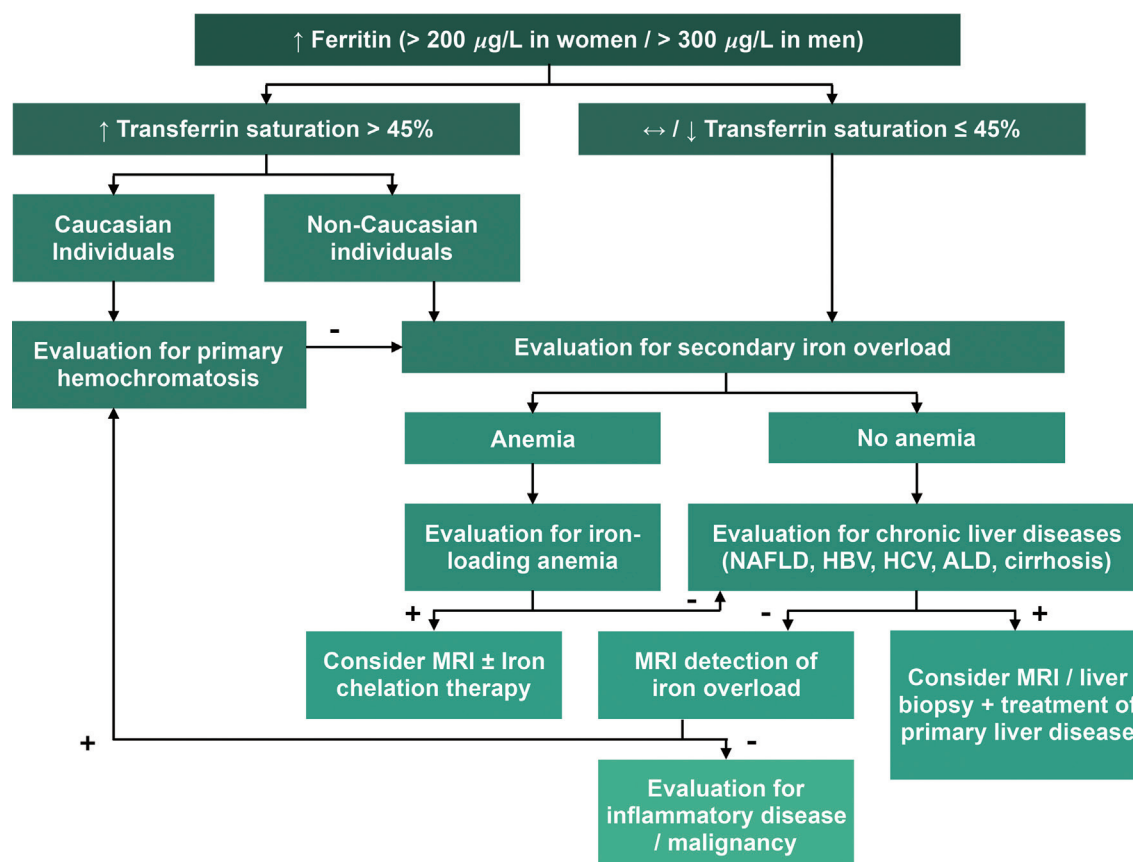 ↑ Ferritin (> 200 µg/L in women / > 300 µg/L in men)
↑ Transferrin saturation > 45%
↔ / ↓ Transferrin saturation ≤ 45%
Caucasian
Individuals
Non-Caucasian
individuals
Evaluation for primary
hemochromatosis
-
Evaluation for secondary iron overload
Anemia
No anemia
Evaluation for iron-
loading anemia
Evaluation for chronic liver diseases
(NAFLD, HBV, HCV, ALD, cirrhosis)
+
-
-
+
Consider MRI ± Iron
chelation therapy
MRI detection of
iron overload
Consider MRI / liver
biopsy + treatment of
primary liver disease
+
-
Evaluation for
inflammatory disease
/ malignancy